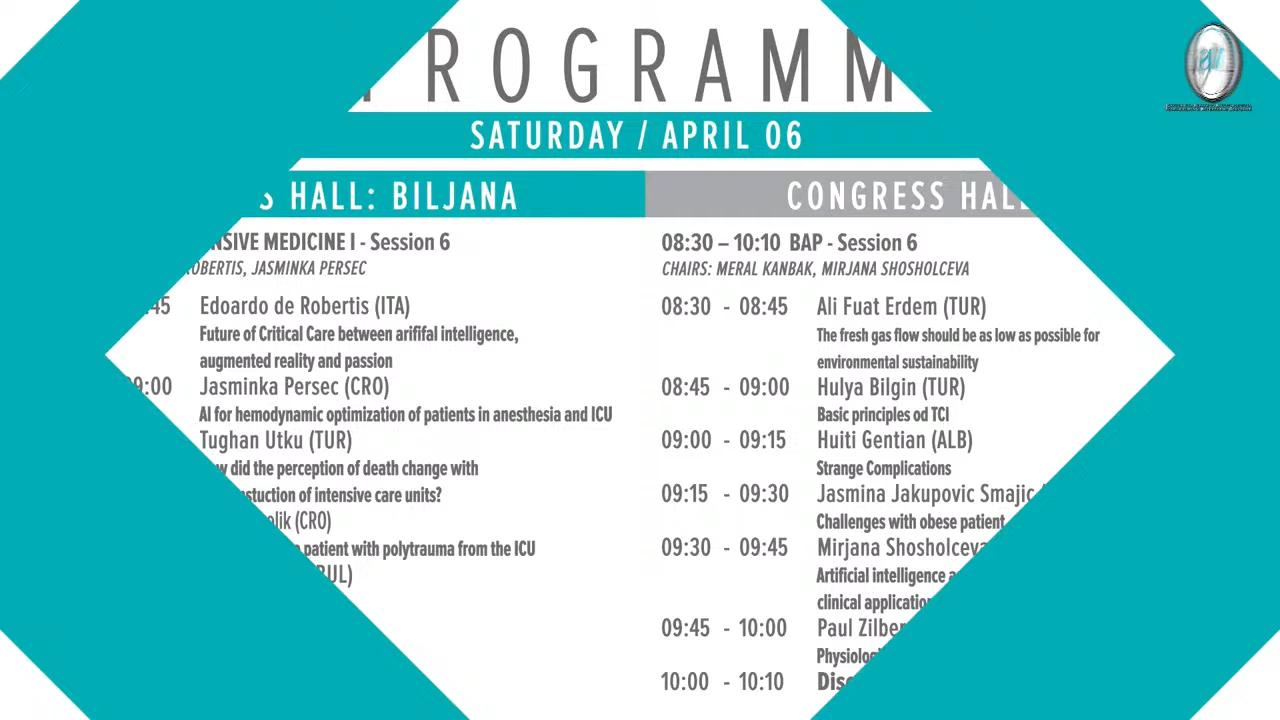 ROGRAMM
SATURDAY / APRIL 06
HALL: BILJANA
MEDICINE I - Session 6
JASMINKA PERSEC
Edoardo de Robertis (ITA)
Future of Critical Care between arififal intelligence,
augmented reality and passion
Jasminka Persec (CRO)
AI for hemodynamic optimization of patients in anesthesia and ICU
Tughan Utku (TUR)
did the perception of death change with
of intensive care units?
(CRO)
patient with polytrauma from the ICU
CONGRESS HALL
08:30 – 10:10 BAP - Session 6
CHAIRS: MERAL KANBAK, MIRJANA SHOSHOLCEVA
08:30 - 08:45 Ali Fuat Erdem (TUR)
The fresh gas flow should be as low as possible for
environmental sustainability
08:45 - 09:00 Hulya Bilgin (TUR)
Basic principles od TCI
09:00 - 09:15 Huiti Gentian (ALB)
Strange Complications
09:15 - 09:30 Jasmina Jakupovic Smajic
Challenges with obese patient
09:30 - 09:45 Mirjana Shosholceva
Artificial intelligence
clinical application
09:45 - 10:00 Paul
10:00 - 10:10